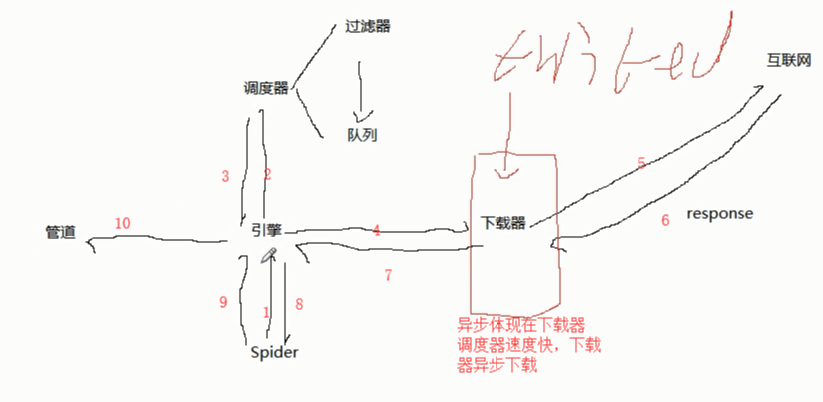 过滤器
twisted
互联网
调度器
队列
5
3
2
6
response
10
管道
引擎
4
下载器
7
9
1
8
异步体现在下载器
调度器速度快，下载
器异步下载
Spider